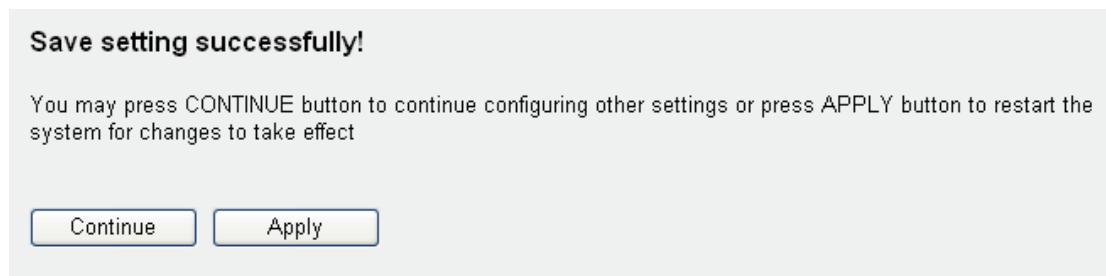 Save setting successfully!
You may press CONTINUE button to continue configuring other settings or press APPLY button to restart the
system for changes to take effect
Continue Apply